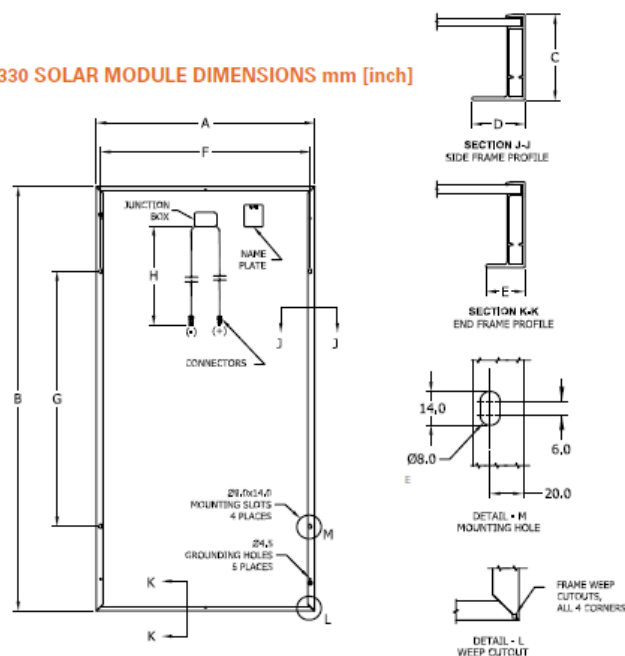 330 SOLAR MODULE DIMENSIONS mm [inch]
A
F
JUNCTION
BOX
NAME
PLATE
H
(-)
(+)
CONNECTORS
J
J
B
G
Ø8.0x14.0
MOUNTING SLOTS
4 PLACES
M
Ø4.5
GROUNDING HOLES
5 PLACES
K
K
L
C
D
SECTION J-J
SIDE FRAME PROFILE
E
SECTION K-K
END FRAME PROFILE
14.0
Ø8.0
6.0
E
20.0
DETAIL - M
MOUNTING HOLE
FRAME WEEP
CUTOUTS,
ALL 4 CORNERS
DETAIL - L
WEEP CUTOUT